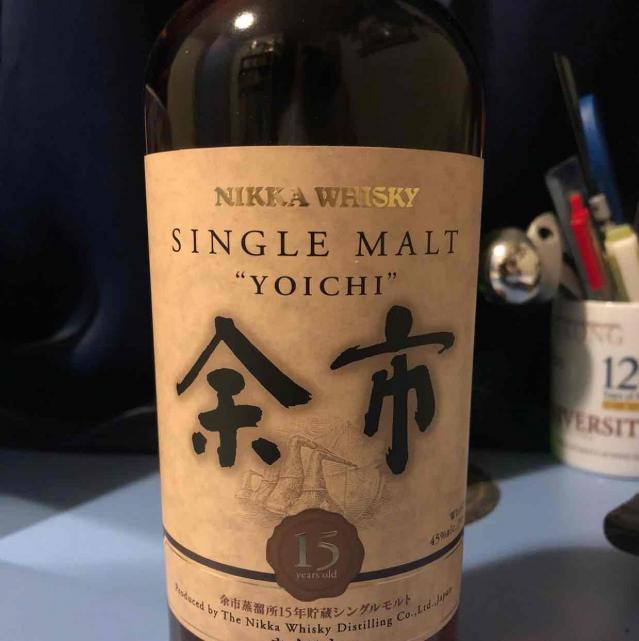 NIKKA WHISKY
SINGLE MALT
“YOICHI”
余市
45%
15
years old
余市蒸溜所15年貯蔵シングルモルト
Produced by The Nikka Whisky Distilling Co.,Ltd.,Japan
12